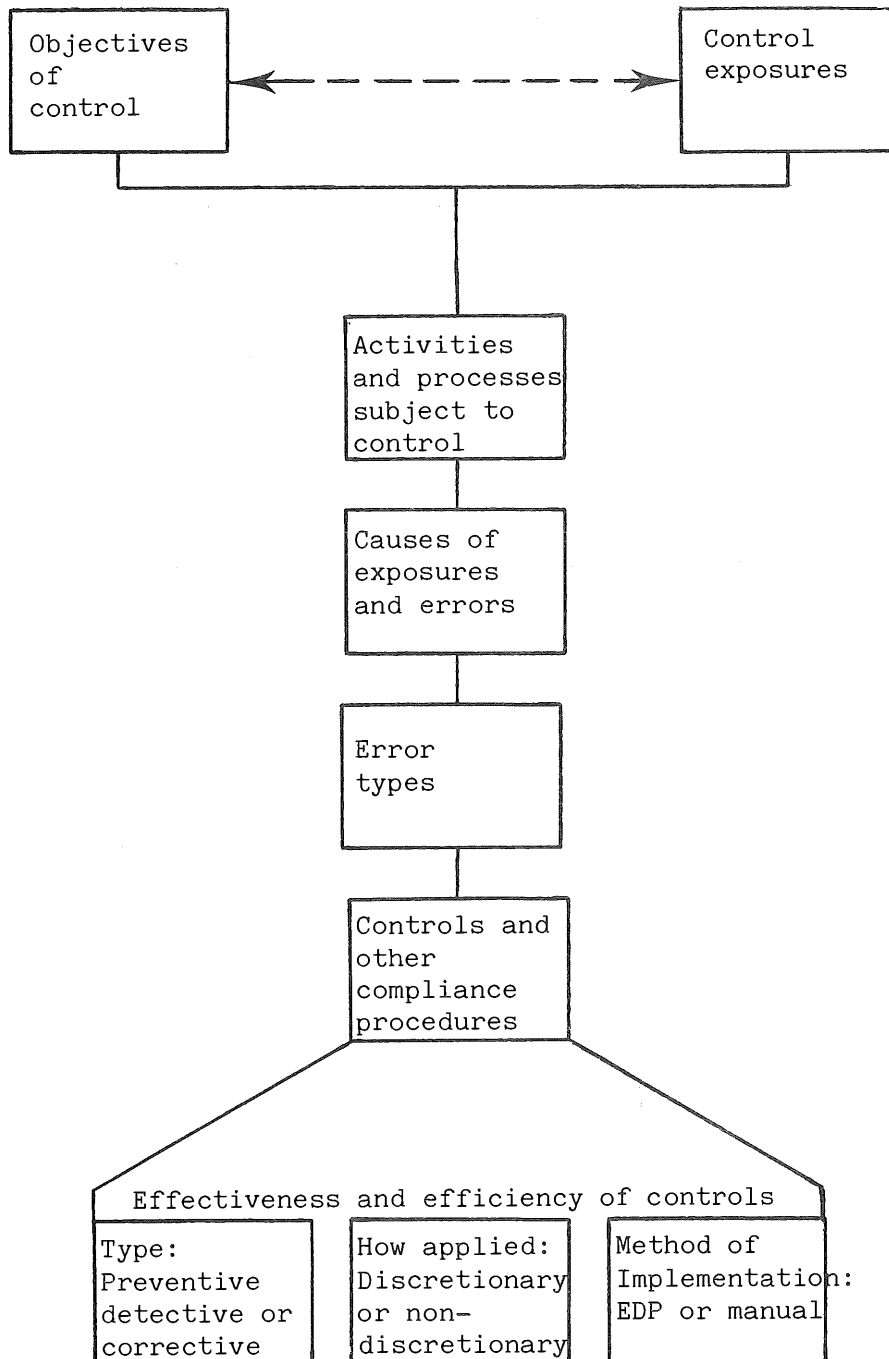 Objectives
of
control
Control
exposures
Activities
and processes
subject to
control
Causes of
exposures
and errors
Error
types
Controls and
other
compliance
procedures
Effectiveness and efficiency of controls
Type:
Preventive
detective or
corrective
How applied:
Discretionary
or non-
discretionary
Method of
Implementation:
EDP or manual